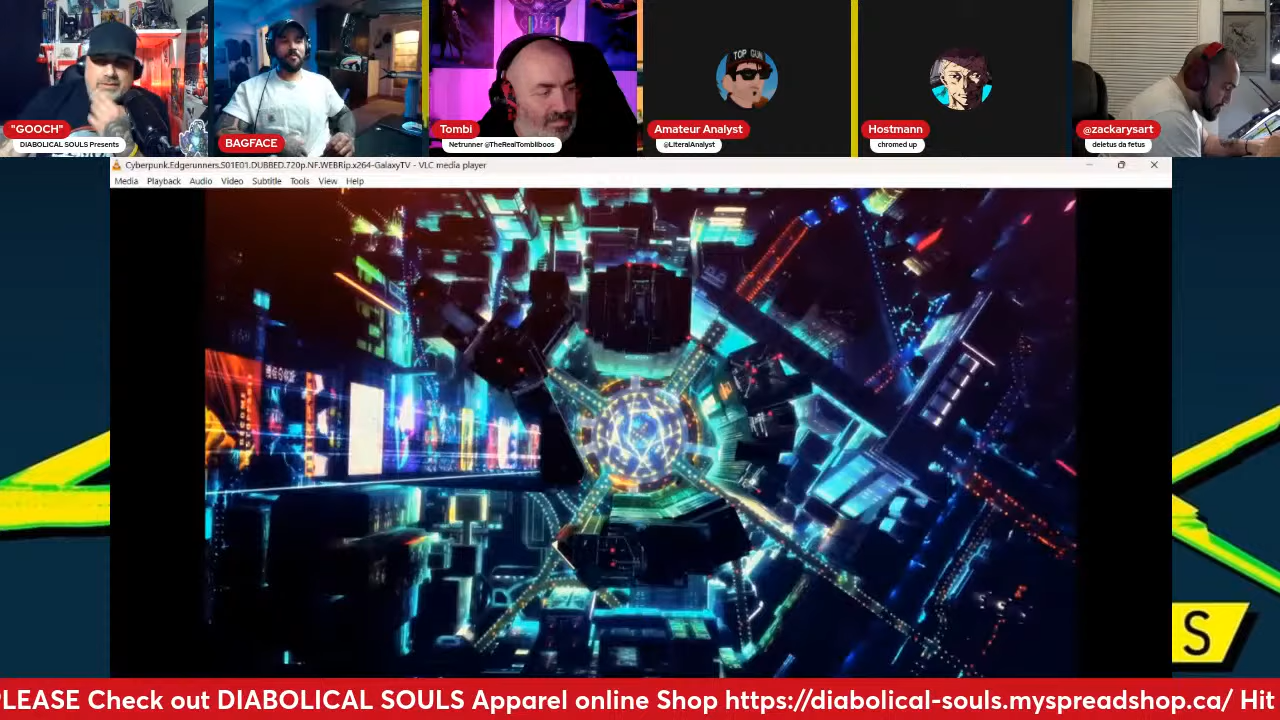 TOP GUN
"GOOCH"
DIABOLICAL SOULS Presents
BAGFACE
Tombi
Netrunner @TheRealTombliboos
Amateur Analyst
@LiteralAnalyst
Hostmann
chromed up
@zackarysart
deletus da fetus
Cyberpunk.Edgerunners.S01E01.DUBBED.720p.NF.WEBRip.x264-GalaxyTV - VLC media player
Media Playback Audio Video Subtitle Tools View Help
S
PLEASE Check out DIABOLICAL SOULS Apparel online Shop https://diabolical-souls.myspreadshop.ca/ Hit